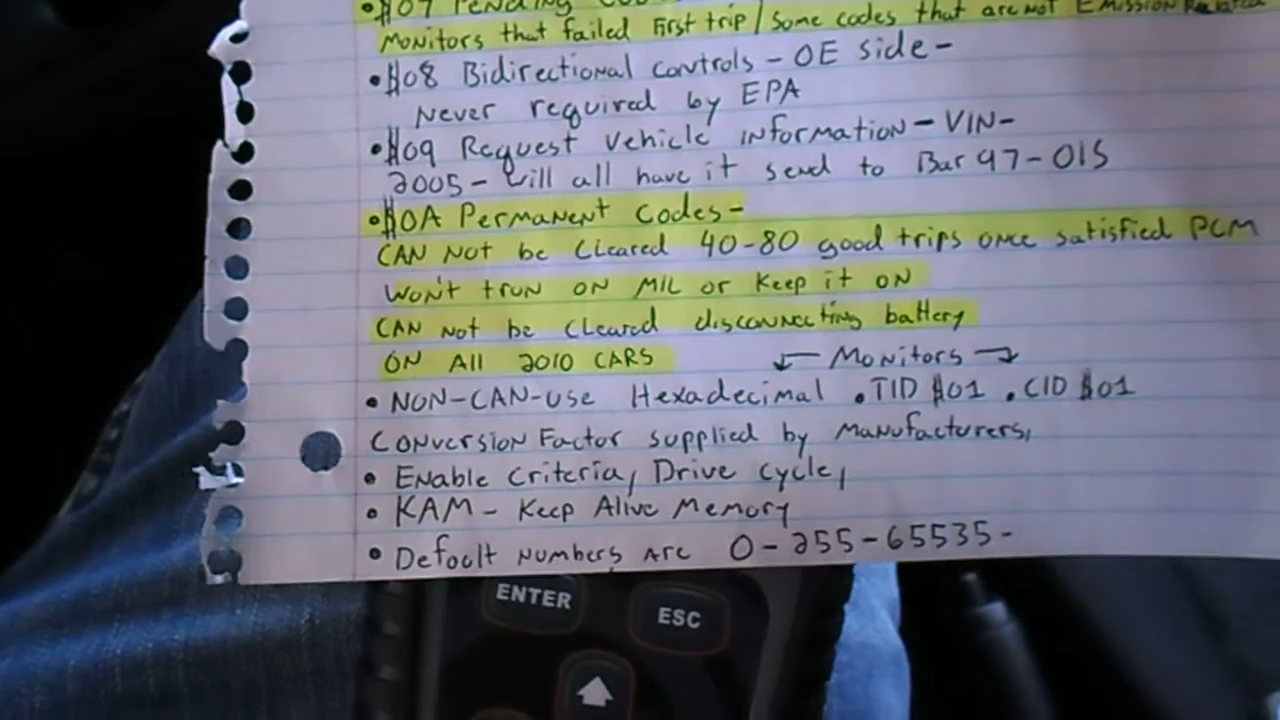 •$07 Pending
Monitors that failed First trip/some codes that are not Emission Related
•$08 Bidirectional controls - OE side-
Never required by EPA
•$09 Request Vehicle information - VIN-
2005- will all have it send to Bar 97-OIS
•$0A Permanent Codes-
CAN Not be Cleared 40-80 good trips once satisfied PCM
Won't trun on MIL or Keep it on
CAN not be cleared disconnecting battery
ON All 2010 CARS
← Monitors →
• NON-CAN-use Hexadecimal . TID $01 . CID $01
Conversion Factor supplied by Manufacturers,
• Enable Criteria, Drive cycle,
• KAM - Keep Alive Memory
• Defoult numbers are 0-255-65535-
ENTER
ESC